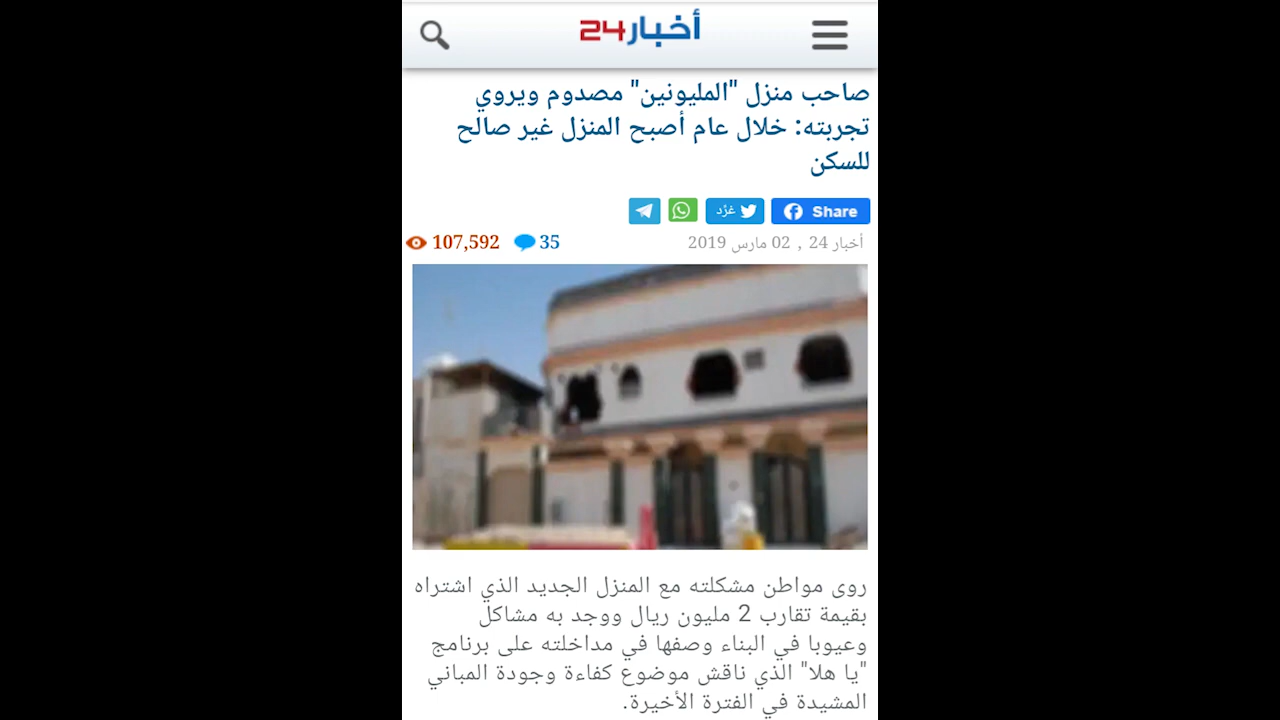 أخبار24
صاحب منزل "المليونين" مصدوم ويروي
تجربته: خلال عام أصبح المنزل غير صالح
للسكن
Share غرّد
أخبار 24 , 02 مارس 2019 35 107,592
روى مواطن مشكلته مع المنزل الجديد الذي اشتراه
بقيمة تقارب 2 مليون ريال ووجد به مشاكل
وعيوبا في البناء وصفها في مداخلته على برنامج
"يا هلا" الذي ناقش موضوع كفاءة وجودة المباني
المشيدة في الفترة الأخيرة.